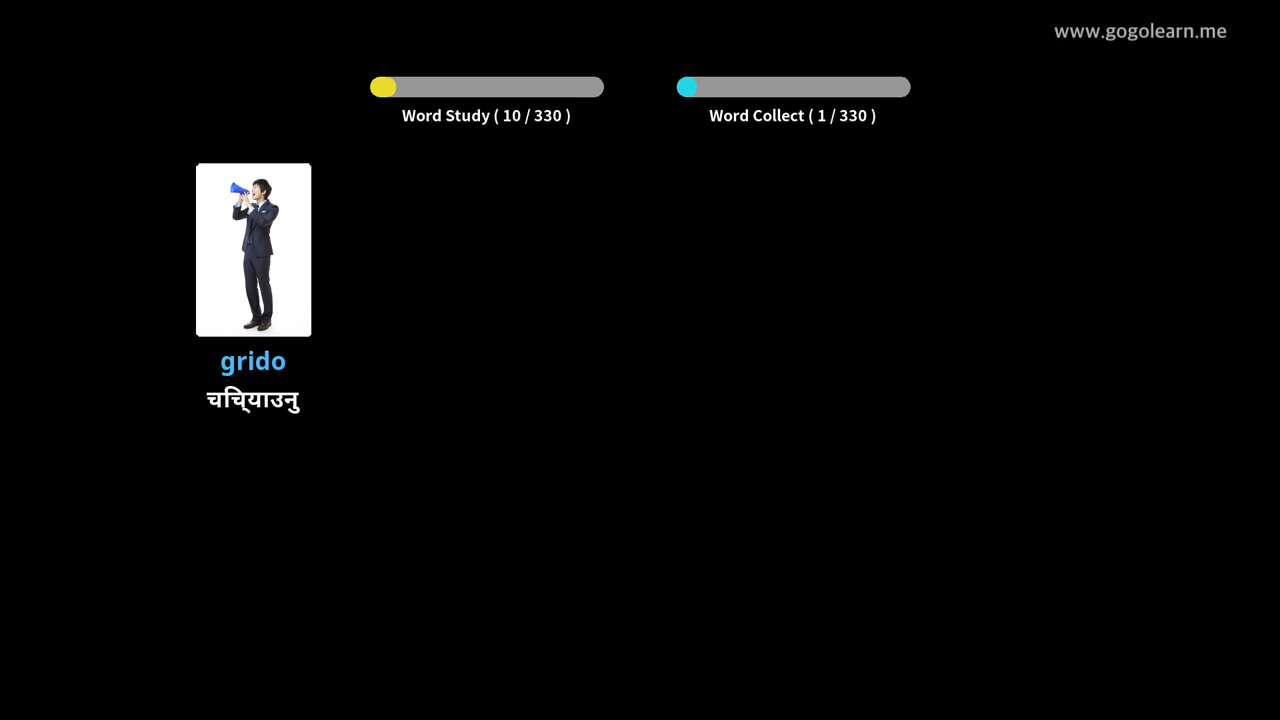 www.gogolearn.me
Word Study ( 10 / 330 )
Word Collect ( 1 / 330 )
grido
चच्यािउनु